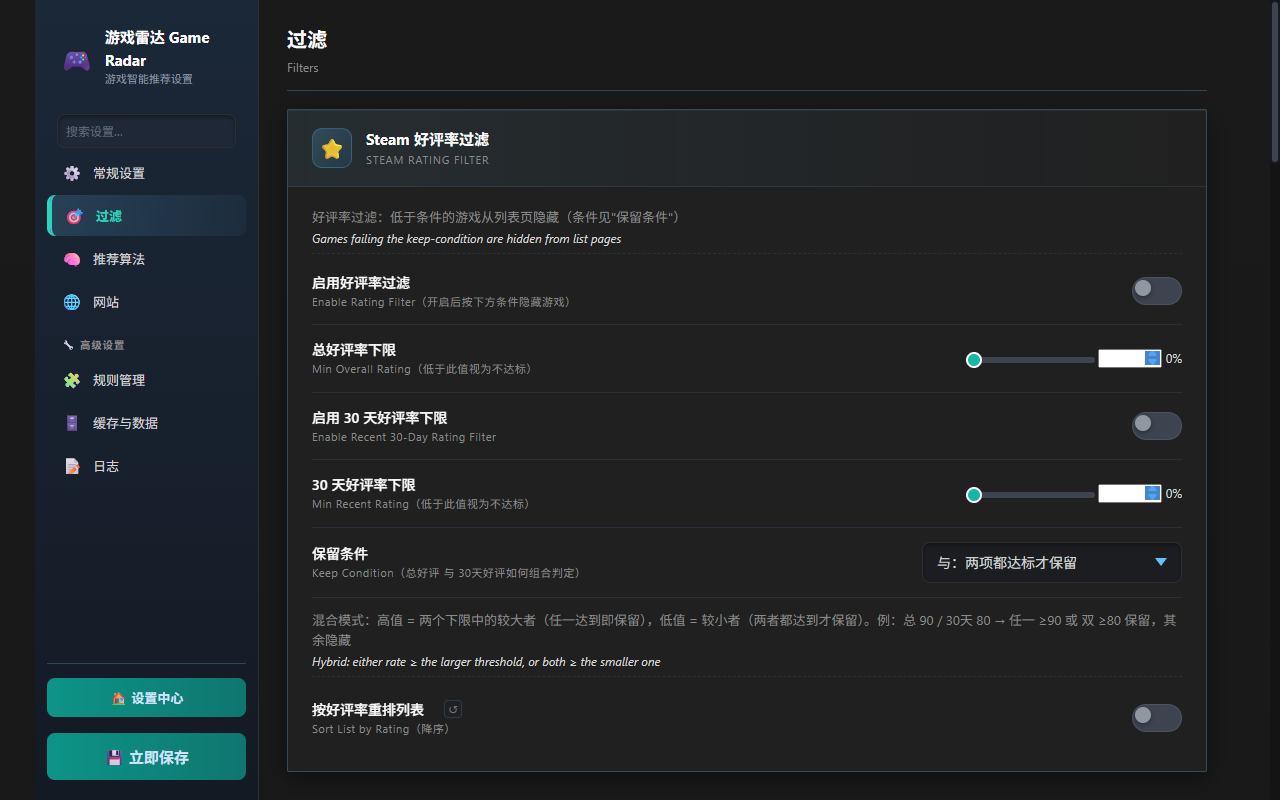 游戏雷达 Game
Radar
游戏智能推荐设置
搜索设置...
常规设置
过滤
推荐算法
网站
高级设置
规则管理
缓存与数据
日志
设置中心
立即保存
过滤
Filters
Steam 好评率过滤
STEAM RATING FILTER
好评率过滤：低于条件的游戏从列表页隐藏（条件见"保留条件"）
Games failing the keep-condition are hidden from list pages
启用好评率过滤
Enable Rating Filter（开启后按下方条件隐藏游戏）
总好评率下限
Min Overall Rating（低于此值视为不达标）
0%
启用 30 天好评率下限
Enable Recent 30-Day Rating Filter
30 天好评率下限
Min Recent Rating（低于此值视为不达标）
0%
保留条件
Keep Condition（总好评 与 30天好评如何组合判定）
与：两项都达标才保留
混合模式：高值 = 两个下限中的较大者（任一达到即保留），低值 = 较小者（两者都达到才保留）。例：总 90 / 30天 80 → 任一 ≥90 或 双 ≥80 保留，其
余隐藏
Hybrid: either rate ≥ the larger threshold, or both ≥ the smaller one
按好评率重排列表 ↺
Sort List by Rating（降序）